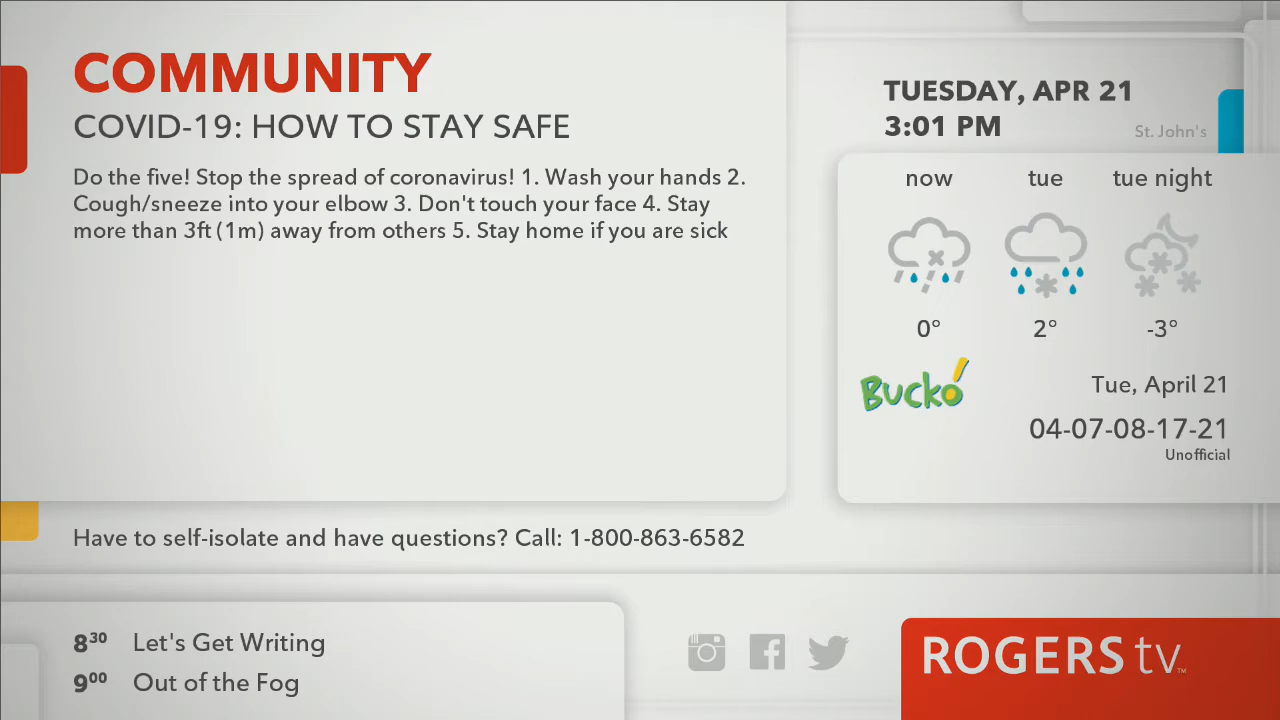 COMMUNITY
COVID-19: HOW TO STAY SAFE
Do the five! Stop the spread of coronavirus! 1. Wash your hands 2.
Cough/sneeze into your elbow 3. Don't touch your face 4. Stay
more than 3ft (1m) away from others 5. Stay home if you are sick
TUESDAY, APR 21
3:01 PM
St. John's
now tue tue night
0° 2° -3°
Bucko!
Tue, April 21
04-07-08-17-21
Unofficial
Have to self-isolate and have questions? Call: 1-800-863-6582
8³⁰ Let's Get Writing
9⁰⁰ Out of the Fog
ROGERS tv™